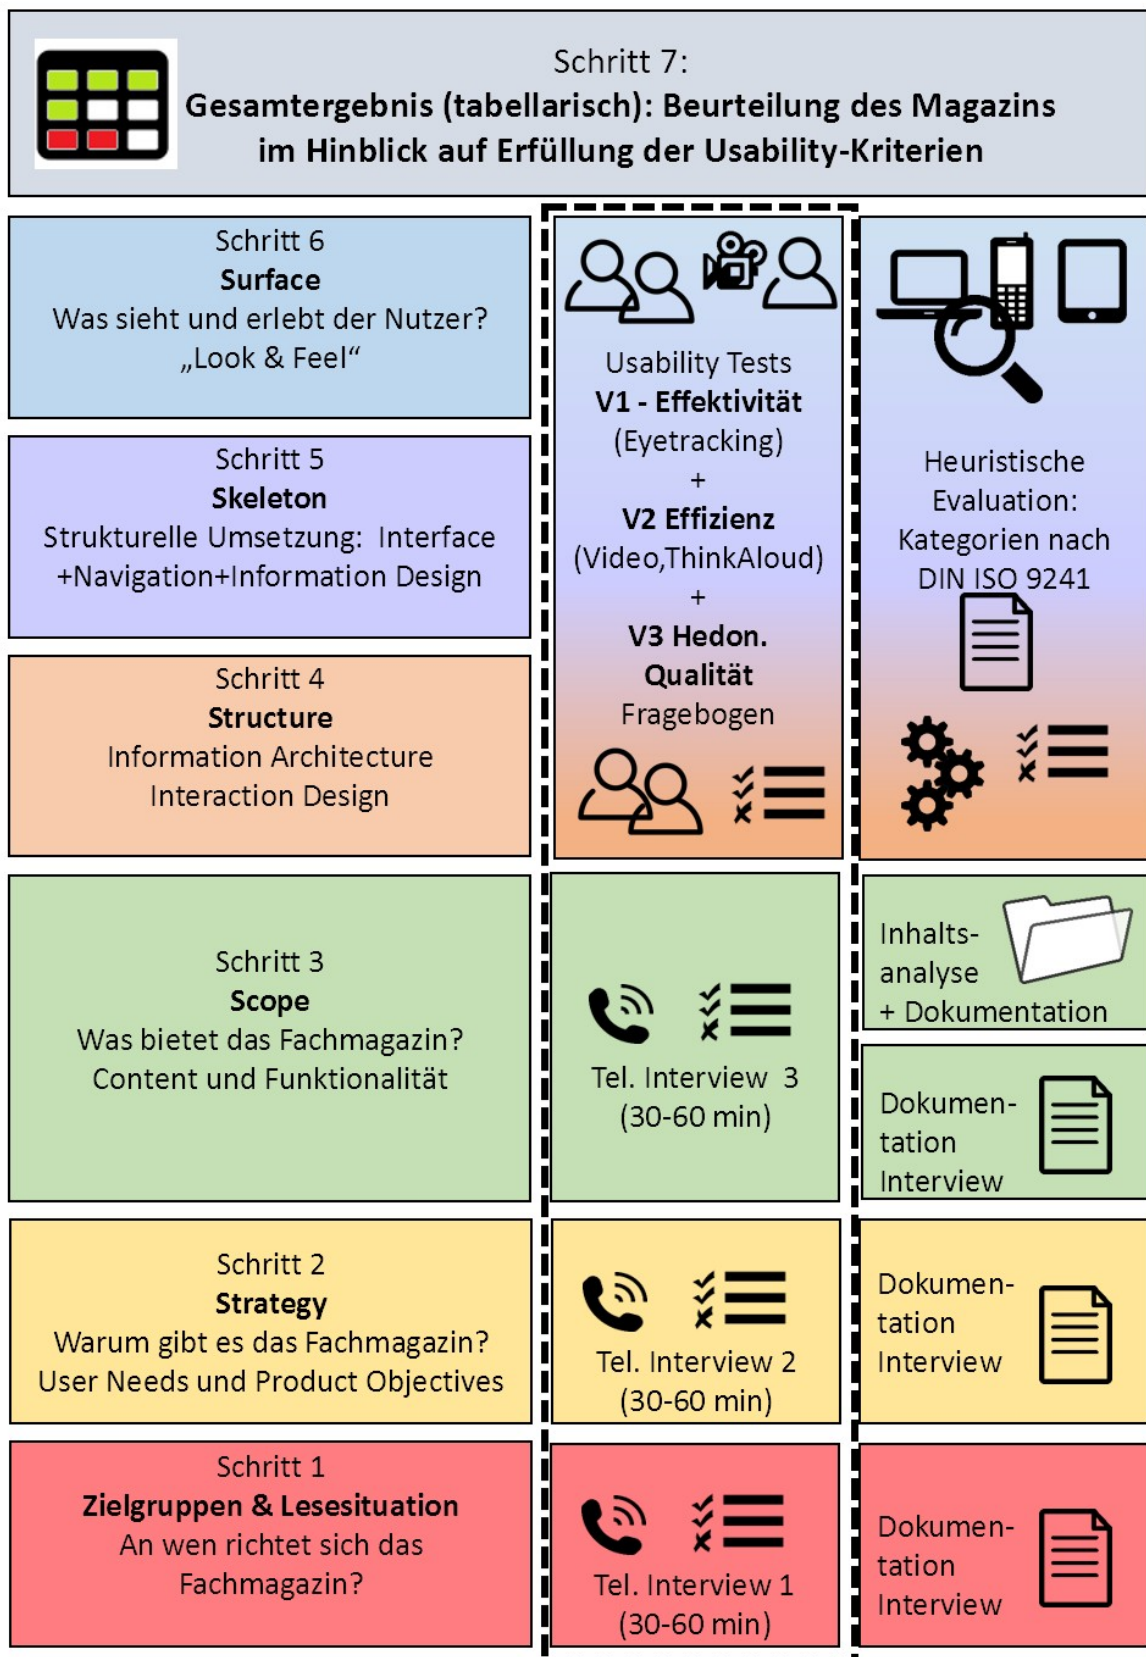 Schritt 7:
Gesamtergebnis (tabellarisch): Beurteilung des Magazins
im Hinblick auf Erfüllung der Usability-Kriterien
Schritt 6
Surface
Was sieht und erlebt der Nutzer?
„Look & Feel“
Schritt 5
Skeleton
Strukturelle Umsetzung: Interface
+Navigation+Information Design
Schritt 4
Structure
Information Architecture
Interaction Design
Usability Tests
V1 - Effektivität
(Eyetracking)
+
V2 Effizienz
(Video,ThinkAloud)
+
V3 Hedon.
Qualität
Fragebogen
Heuristische
Evaluation:
Kategorien nach
DIN ISO 9241
Schritt 3
Scope
Was bietet das Fachmagazin?
Content und Funktionalität
Tel. Interview 3
(30-60 min)
Inhalts-
analyse
+ Dokumentation
Dokumen-
tation
Interview
Schritt 2
Strategy
Warum gibt es das Fachmagazin?
User Needs und Product Objectives
Tel. Interview 2
(30-60 min)
Dokumen-
tation
Interview
Schritt 1
Zielgruppen & Lesesituation
An wen richtet sich das
Fachmagazin?
Tel. Interview 1
(30-60 min)
Dokumen-
tation
Interview